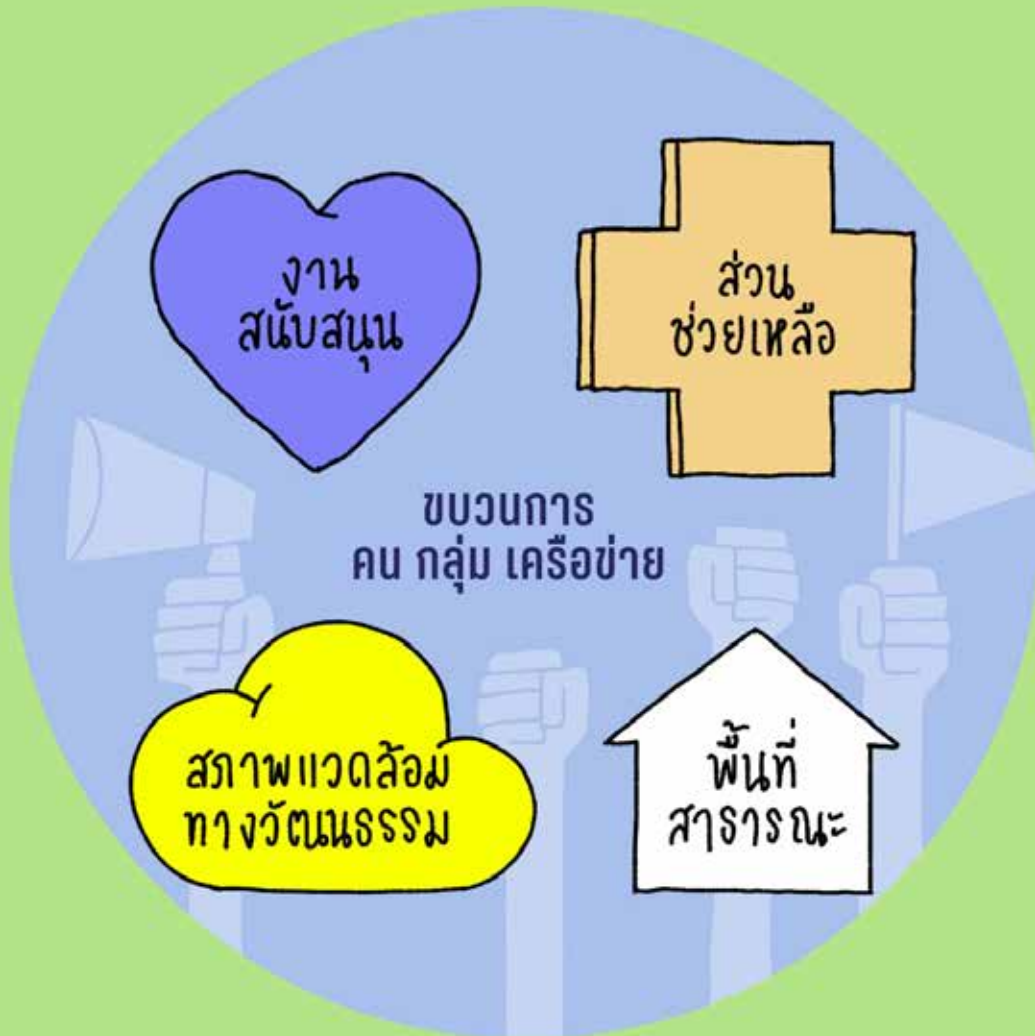 งาน
สนับสนุน
ส่วน
ช่วยเหลือ
ขบวนการ
คน กลุ่ม เครือข่าย
สภาพแวดล้อม
ทางวัฒนธรรม
พื้นที่
สาธารณะ